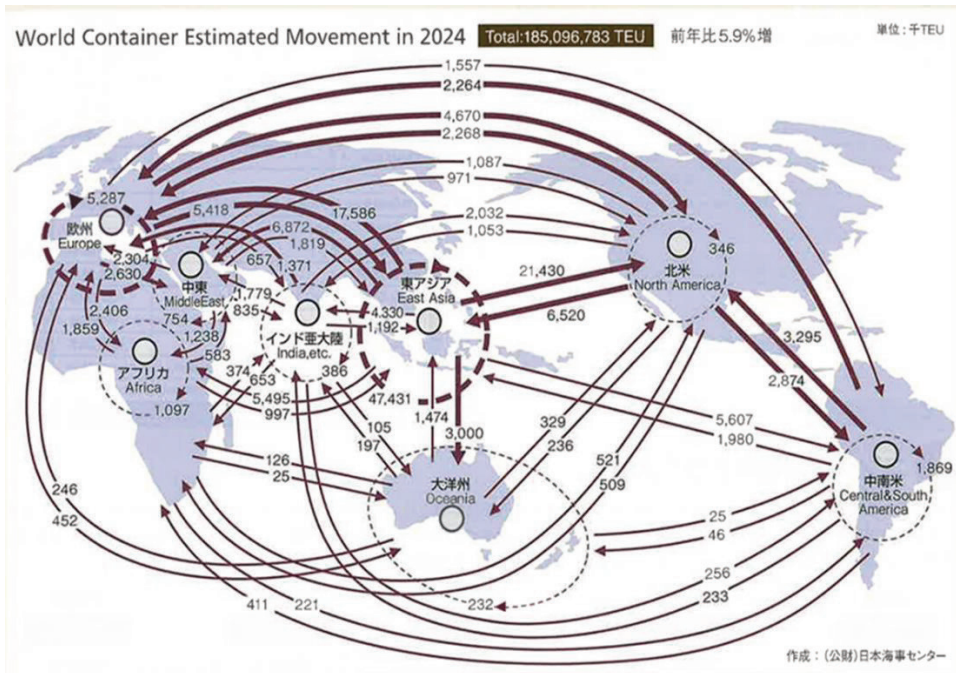 World Container Estimated Movement in 2024
Total:185,096,783 TEU
前年比5.9%増
単位：千TEU
1,557
2,264
4,670
2,268
1,087
971
5,287
5,418
17,586
2,032
1,053
欧州
Europe
6,872
1,819
346
2,304
657
北米
North America
2,630
1,371
東アジア
East Asia
21,430
中東
MiddleEast
1,779
6,520
2,406
835
4,330
754
1,192
1,859
1,238
インド亜大陸
India,etc.
3,295
583
アフリカ
Africa
374
386
2,874
653
1,097
5,495
47,431
997
1,474
5,607
105
3,000
329
1,980
197
236
126
521
中南米
Central&South
America
1,869
25
大洋州
Oceania
509
246
452
25
46
256
233
411
221
232
作成：(公財)日本海事センター